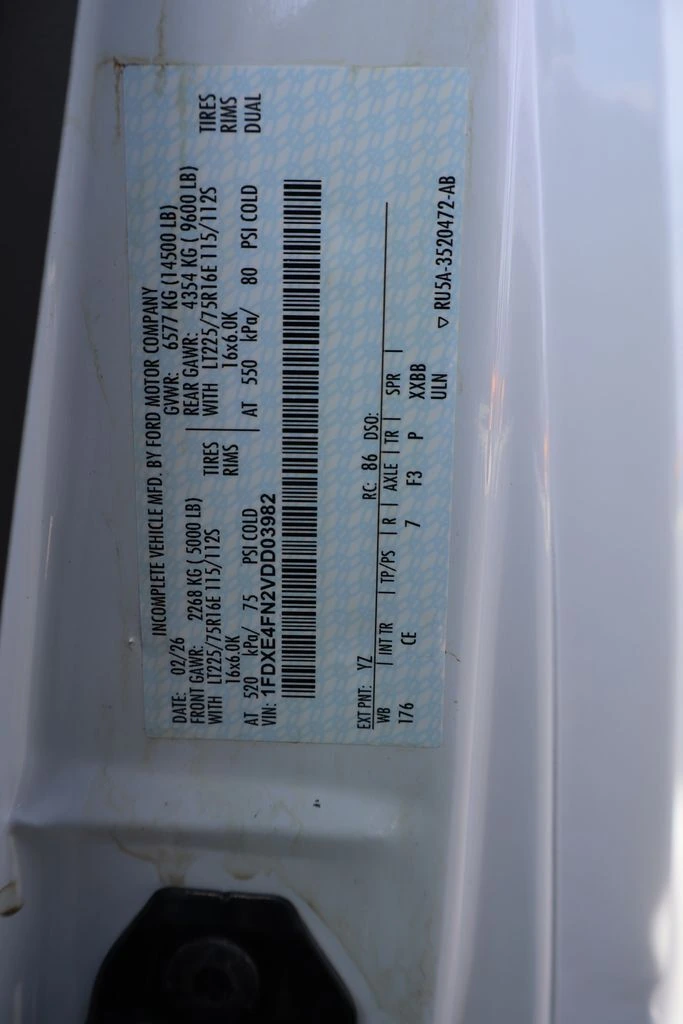 INCOMPLETE VEHICLE MFD. BY FORD MOTOR COMPANY
DATE: 02/26 GVWR: 6577 KG (14500 LB)
FRONT GAWR: 2268 KG ( 5000 LB) REAR GAWR: 4354 KG ( 9600 LB)
WITH LT225/75R16E 115/112S TIRES WITH LT225/75R16E 115/112S TIRES
16x6.0K RIMS 16x6.0K RIMS
AT 520 kPa/ 75 PSI COLD AT 550 kPa/ 80 PSI COLD DUAL
VIN: 1FDXE4FN2VDD03982
EXT PNT: YZ RC: 86 DSO:
WB INT TR TP/PS R AXLE TR SPR
176 CE 7 F3 P XXBB
ULN
▽ RU5A-3520472-AB